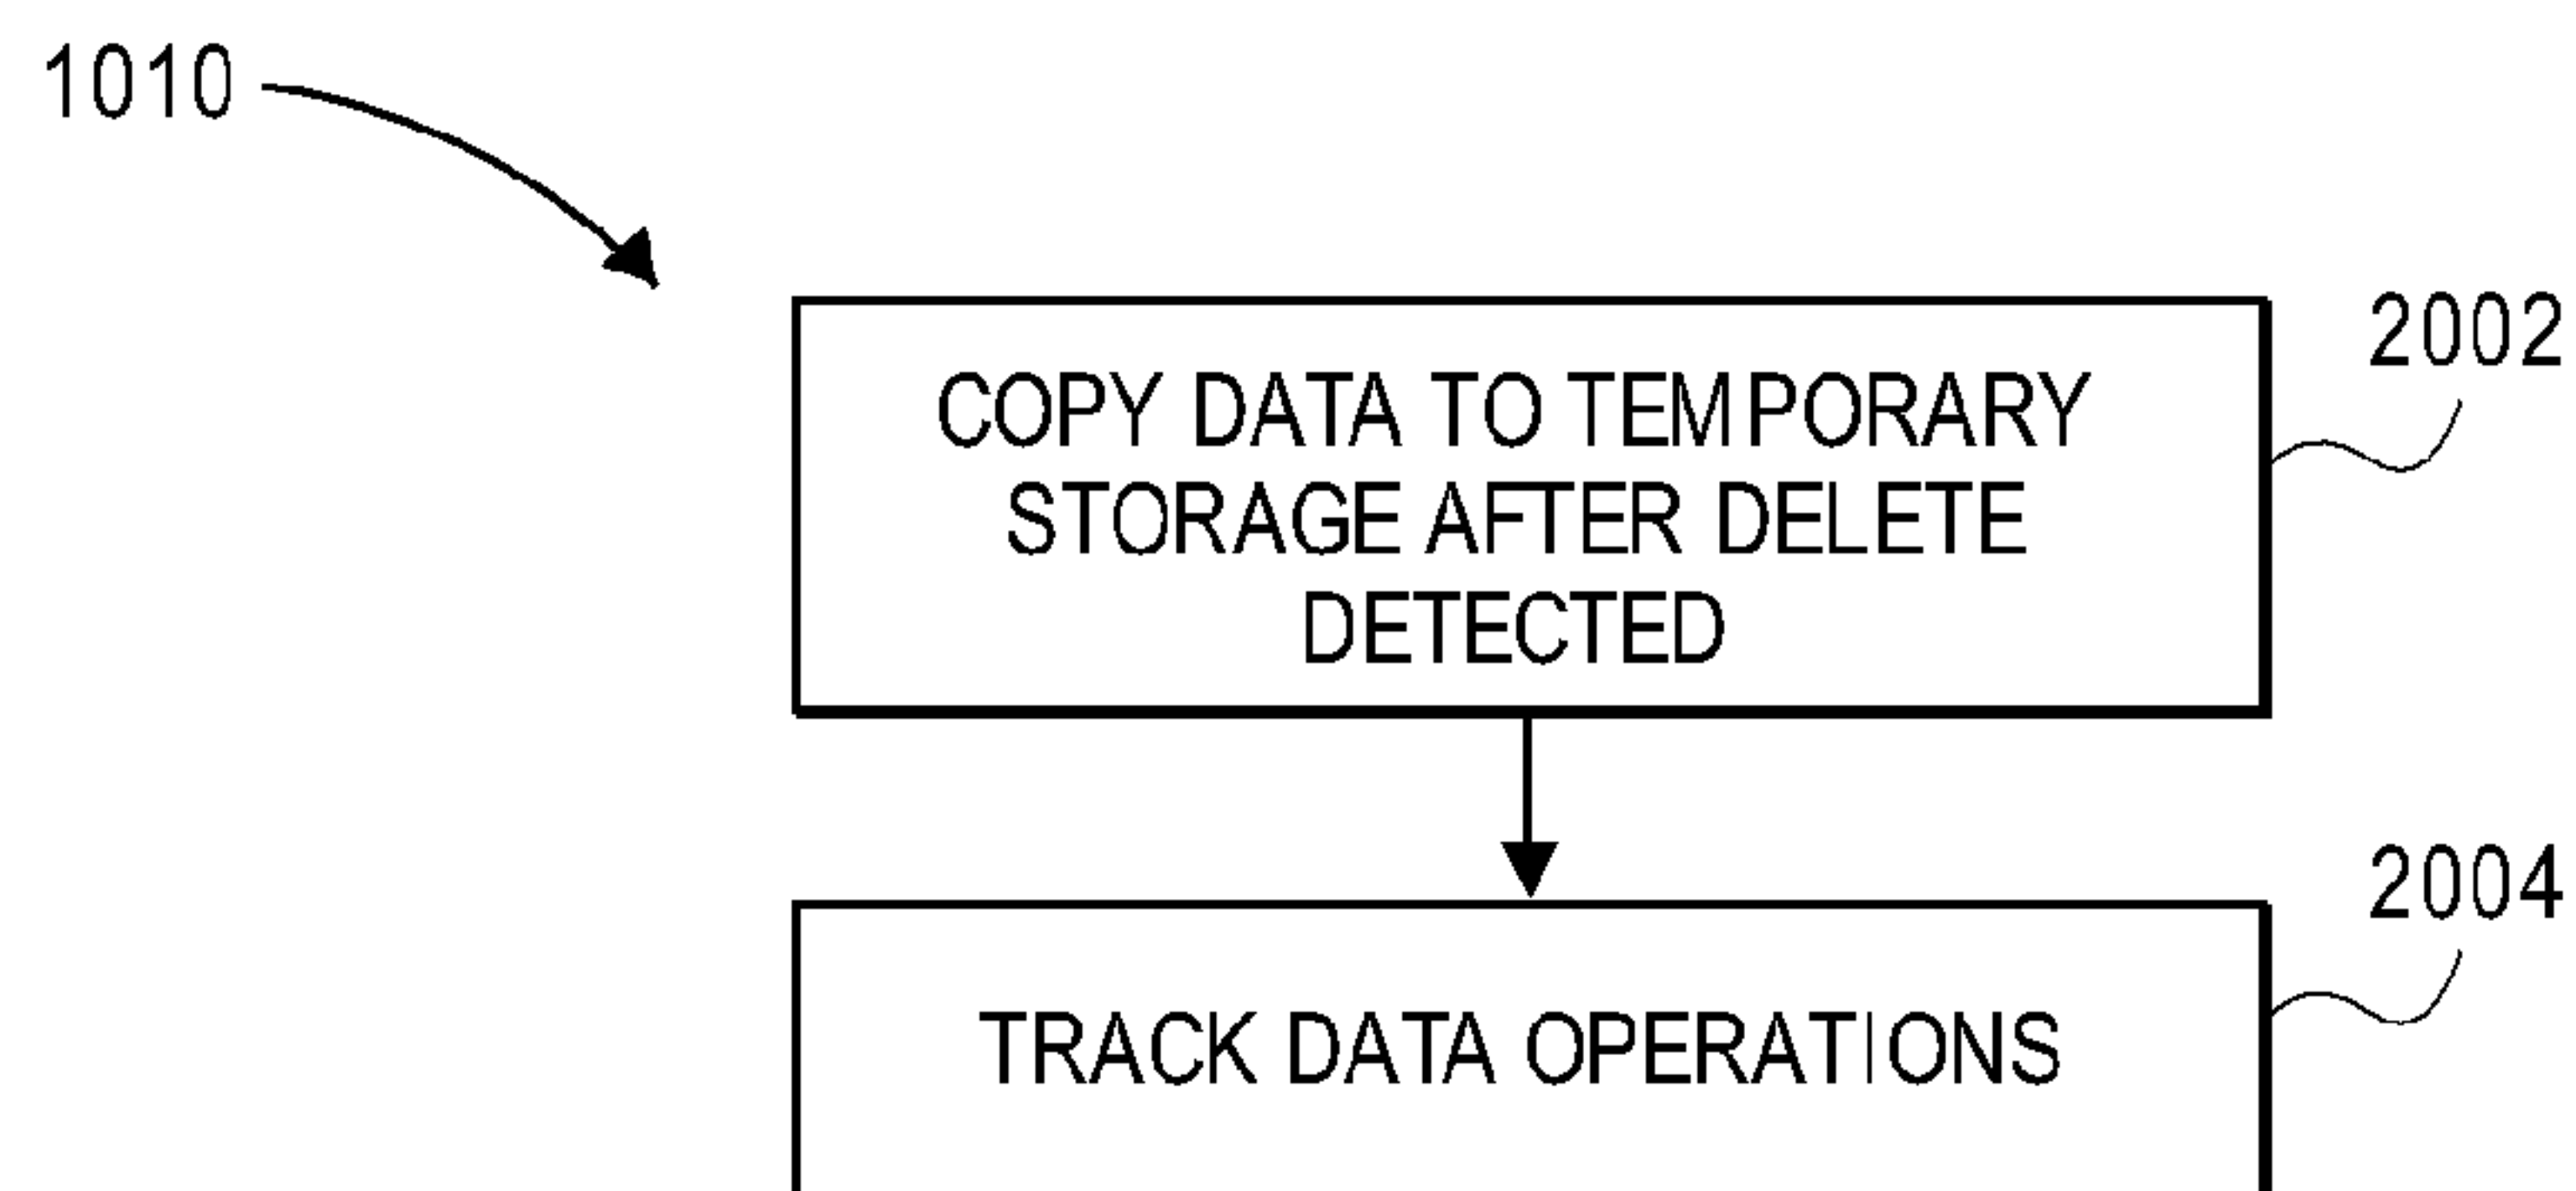 1010
2002
COPY DATA TO TEMPORARY
STORAGE AFTER DELETE
DETECTED
2004
TRACK DATA OPERATIONS